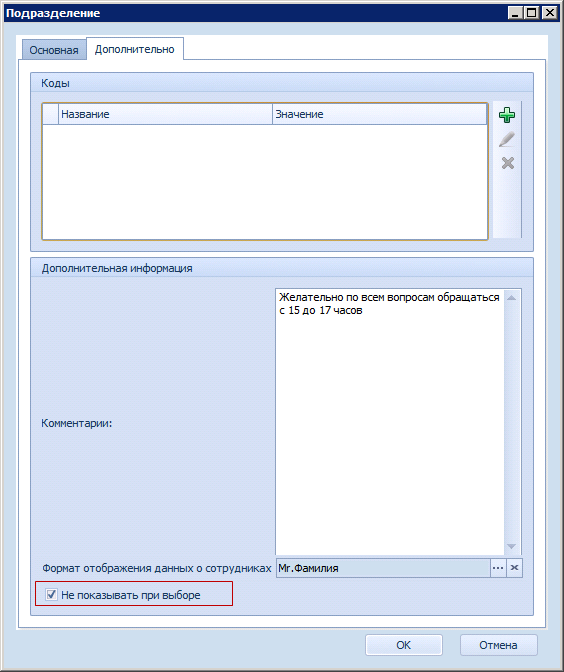 Подразделение
Основная
Дополнительно
Коды
Название
Значение
Дополнительная информация
Желательно по всем вопросам обращаться
с 15 до 17 часов
Комментарии:
Формат отображения данных о сотрудниках
Mr.Фамилия
Не показывать при выборе
OK
Отмена